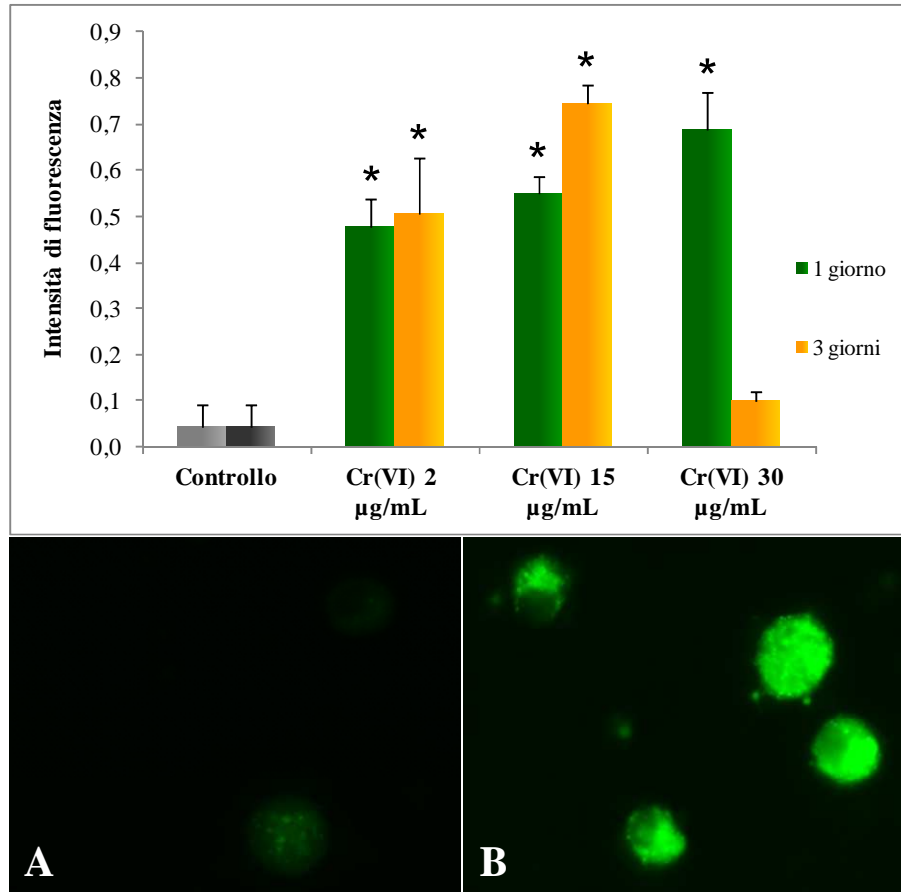 0,9
0,8
0,7
0,6
0,5
0,4
0,3
0,2
0,1
0,0
Intensità di fluorescenza
*
*
*
*
*
1 giorno
3 giorni
Controllo
Cr(VI) 2
µg/mL
Cr(VI) 15
µg/mL
Cr(VI) 30
µg/mL
A
B